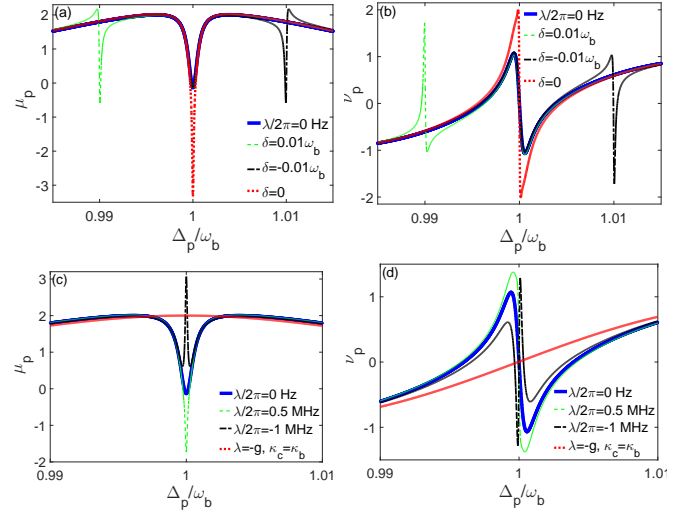 (a)
2
1
0
-1
-2
-3
μp
λ/2π=0 Hz
δ=0.01ωb
δ=-0.01ωb
δ=0
0.99
1
1.01
Δp/ωb
(b)
2
1
0
-1
-2
νp
λ/2π=0 Hz
δ=0.01ωb
δ=-0.01ωb
δ=0
0.99
1
1.01
Δp/ωb
(c)
3
2
1
0
-1
-2
μp
λ/2π=0 Hz
λ/2π=0.5 MHz
λ/2π=-1 MHz
λ=-g, κc=κb
0.99
1
1.01
Δp/ωb
(d)
1
0
-1
νp
λ/2π=0 Hz
λ/2π=0.5 MHz
λ/2π=-1 MHz
λ=-g, κc=κb
0.99
1
1.01
Δp/ωb